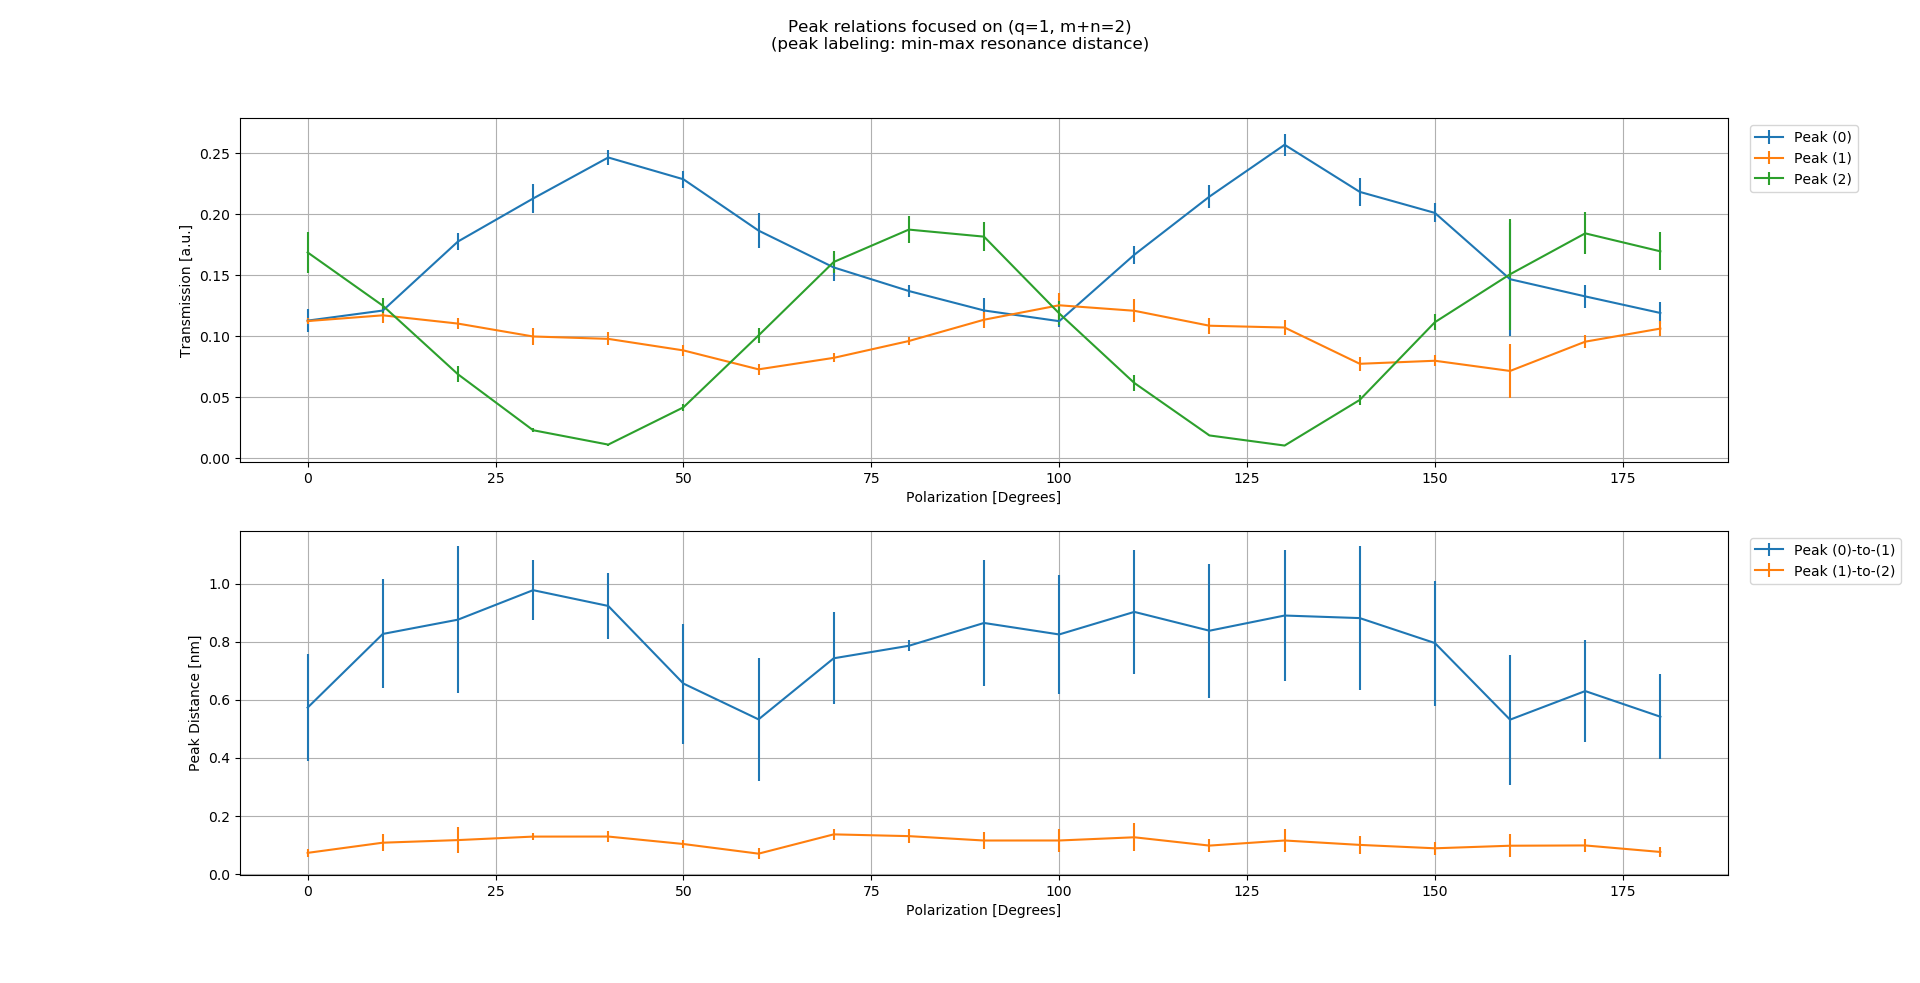 Peak relations focused on (q=1, m+n=2)
(peak labeling: min-max resonance distance)
Transmission [a.u.]
0.25
0.20
0.15
0.10
0.05
0.00
0 25 50 75 100 125 150 175
Polarization [Degrees]
Peak (0)
Peak (1)
Peak (2)
Peak Distance [nm]
1.0
0.8
0.6
0.4
0.2
0.0
0 25 50 75 100 125 150 175
Polarization [Degrees]
Peak (0)-to-(1)
Peak (1)-to-(2)